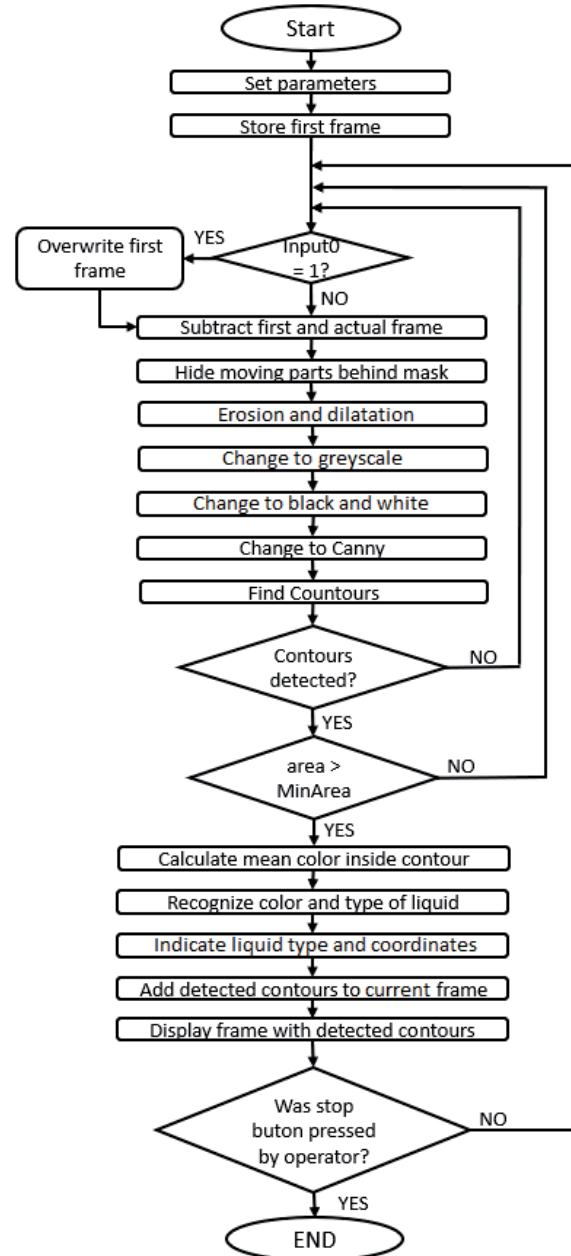 Start
Set parameters
Store first frame
YES
Overwrite first
frame
Input0
= 1?
NO
Subtract first and actual frame
Hide moving parts behind mask
Erosion and dilatation
Change to greyscale
Change to black and white
Change to Canny
Find Countours
Contours
detected?
NO
YES
area >
MinArea
NO
YES
Calculate mean color inside contour
Recognize color and type of liquid
Indicate liquid type and coordinates
Add detected contours to current frame
Display frame with detected contours
Was stop
buton pressed
by operator?
NO
YES
END